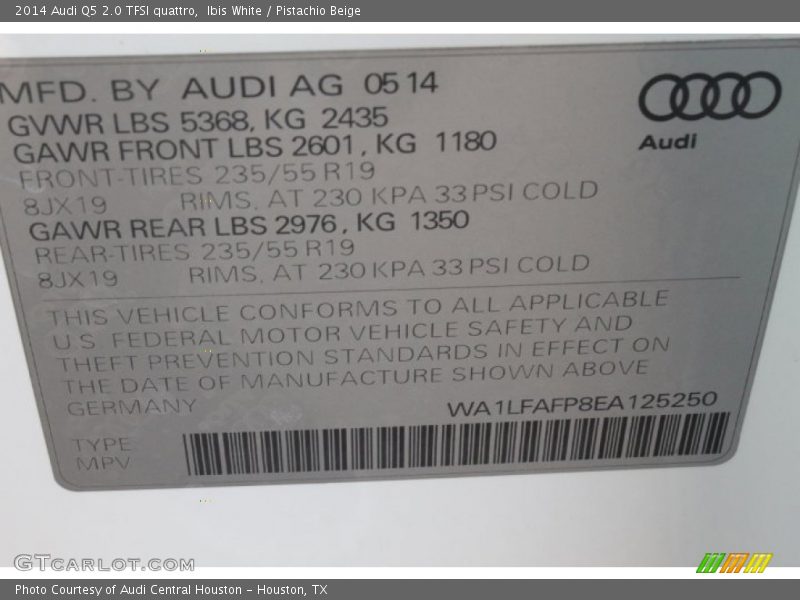 2014 Audi Q5 2.0 TFSI quattro,  Ibis White / Pistachio Beige
MFD. BY AUDI AG 05 14
GVWR LBS 5368, KG 2435
GAWR FRONT LBS 2601, KG 1180
Audi
FRONT-TIRES 235/55 R19
8JX19 RIMS, AT 230 KPA 33 PSI COLD
GAWR REAR LBS 2976, KG 1350
REAR-TIRES 235/55 R19
8JX19 RIMS, AT 230 KPA 33 PSI COLD
THIS VEHICLE CONFORMS TO ALL APPLICABLE
U.S. FEDERAL MOTOR VEHICLE SAFETY AND
THEFT PREVENTION STANDARDS IN EFFECT ON
THE DATE OF MANUFACTURE SHOWN ABOVE
GERMANY WA1LFAFP8EA125250
TYPE
MPV
GTCARLOT.COM
Photo Courtesy of Audi Central Houston - Houston, TX